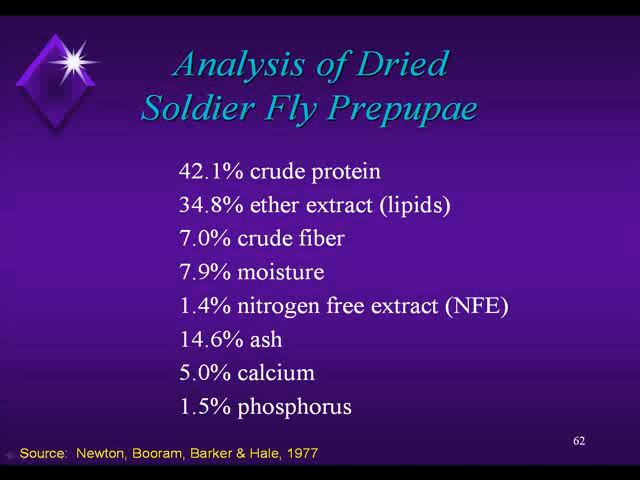 Analysis of Dried
Soldier Fly Prepupae
42.1% crude protein
34.8% ether extract (lipids)
7.0% crude fiber
7.9% moisture
1.4% nitrogen free extract (NFE)
14.6% ash
5.0% calcium
1.5% phosphorus
62
Source: Newton, Booram, Barker & Hale, 1977